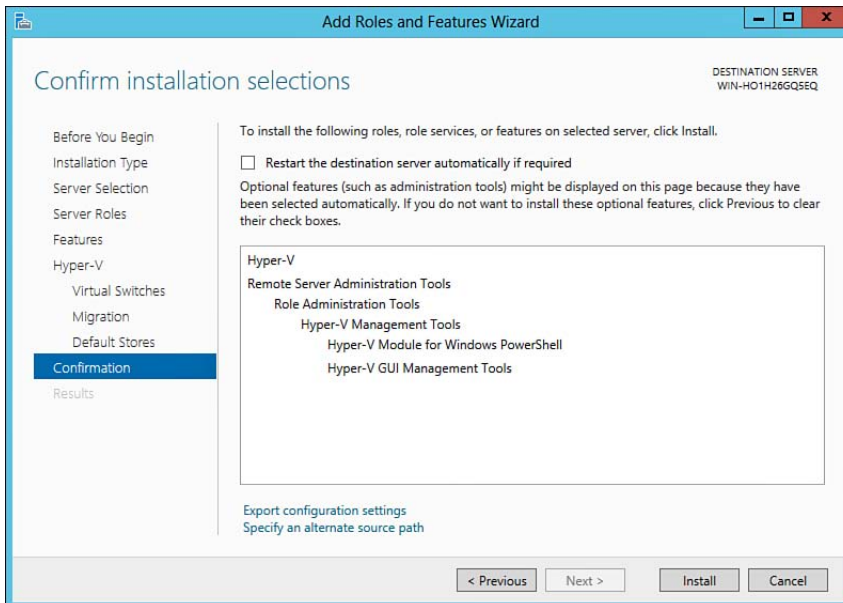 Add Roles and Features Wizard
Confirm installation selections
DESTINATION SERVER
WIN-HO1H26GQ5EQ
Before You Begin
Installation Type
Server Selection
Server Roles
Features
Hyper-V
Virtual Switches
Migration
Default Stores
Confirmation
Results
To install the following roles, role services, or features on selected server, click Install.
Restart the destination server automatically if required
Optional features (such as administration tools) might be displayed on this page because they have
been selected automatically. If you do not want to install these optional features, click Previous to clear
their check boxes.
Hyper-V
Remote Server Administration Tools
Role Administration Tools
Hyper-V Management Tools
Hyper-V Module for Windows PowerShell
Hyper-V GUI Management Tools
Export configuration settings
Specify an alternate source path
< Previous
Next >
Install
Cancel